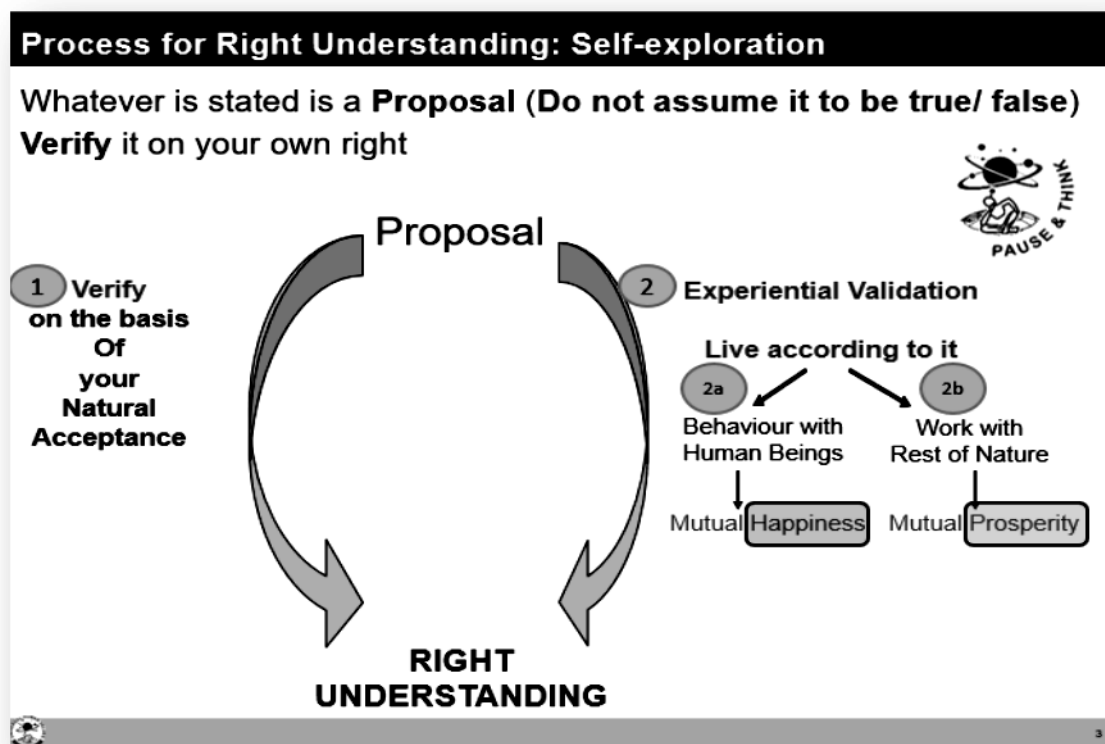 Process for Right Understanding: Self-exploration
Whatever is stated is a Proposal (Do not assume it to be true/ false)
Verify it on your own right
PAUSE & THINK
Proposal
1 Verify
on the basis
Of
your
Natural
Acceptance
2 Experiential Validation
Live according to it
2a
Behaviour with
Human Beings
Mutual Happiness
2b
Work with
Rest of Nature
Mutual Prosperity
RIGHT
UNDERSTANDING
3